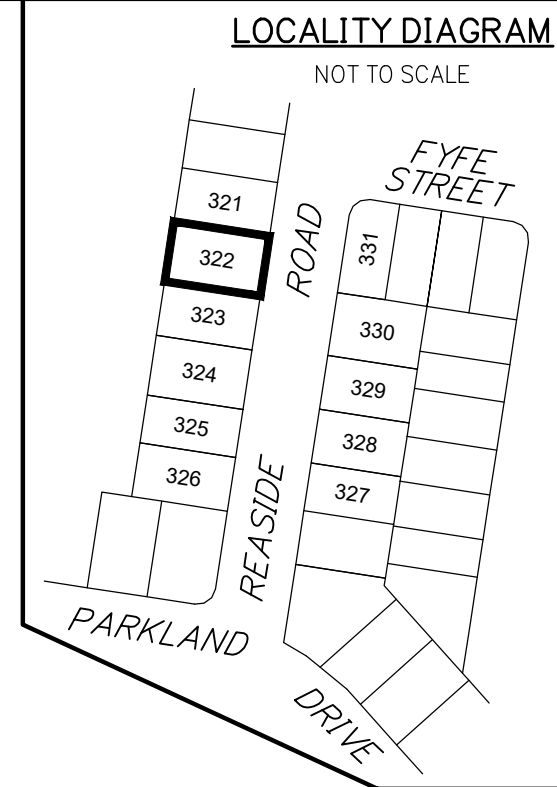 LOCALITY DIAGRAM
NOT TO SCALE
FYFE
STREET
321
322
323
324
325
326
REASIDE ROAD
331
330
329
328
327
PARKLAND
DRIVE